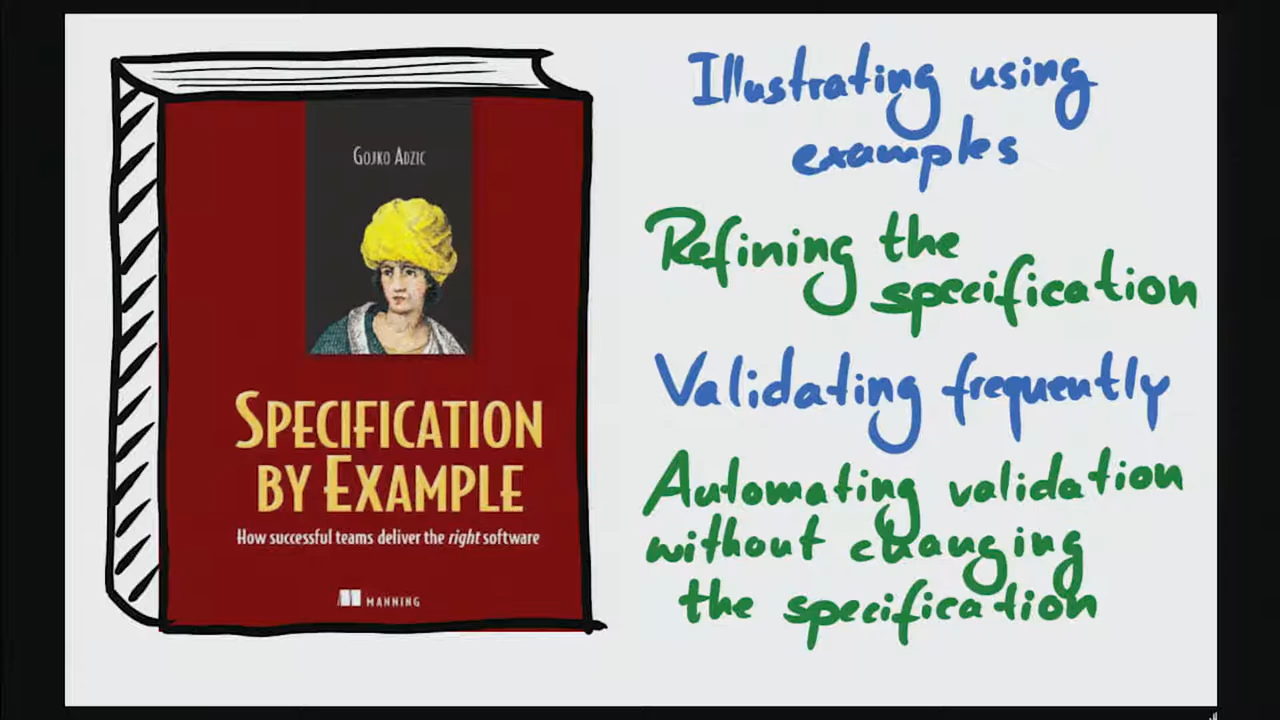 GOJKO ADZIC
SPECIFICATION
BY EXAMPLE
How successful teams deliver the right software
MANNING
Illustrating using
examples
Refining the
specification
Validating frequently
Automating validation
without changing
the specification